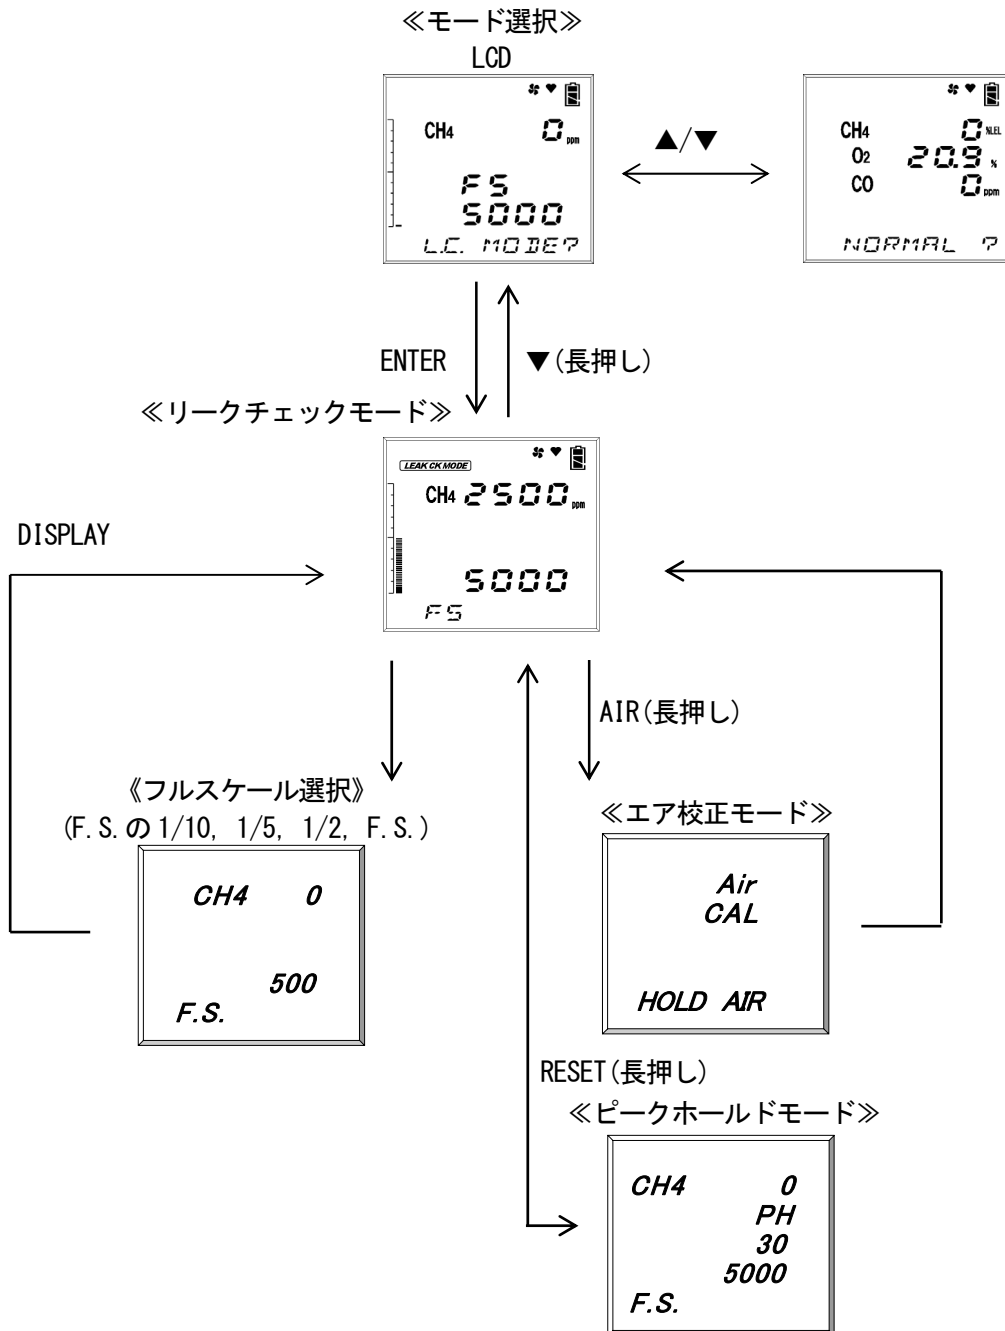 ≪モード選択≫
LCD
CH4 0 ppm
FS
5000
L.C. MODE?
▲/▼
CH4 0 %LEL
O2 20.9 %
CO 0 ppm
NORMAL ?
ENTER
▼(長押し)
≪リークチェックモード≫
LEAK CK MODE
CH4 2500 ppm
5000
FS
DISPLAY
AIR(長押し)
《フルスケール選択》
(F.S.の1/10, 1/5, 1/2, F.S.)
CH4 0
500
F.S.
≪エア校正モード≫
Air
CAL
HOLD AIR
RESET(長押し)
≪ピークホールドモード≫
CH4 0
PH
30
5000
F.S.